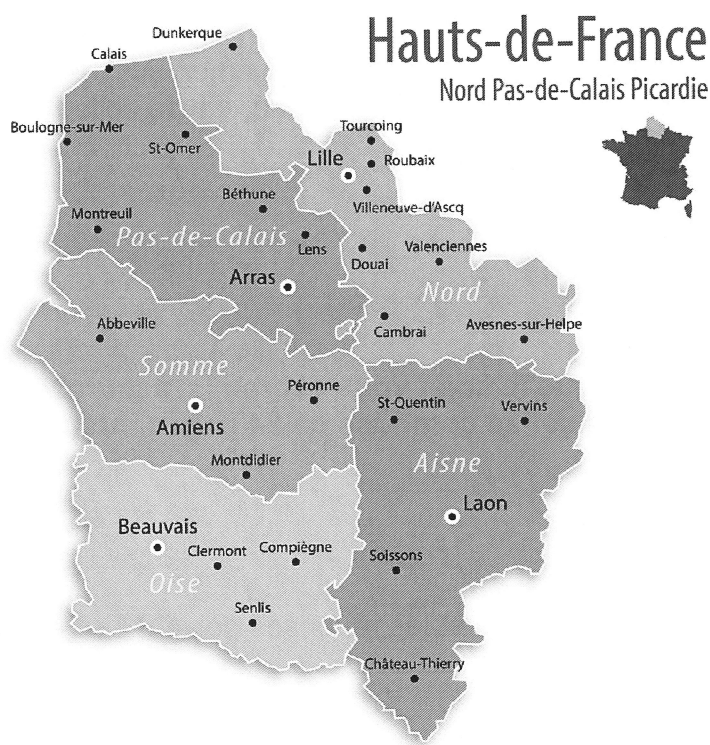 Hauts-de-France
Nord Pas-de-Calais Picardie
Dunkerque
Calais
Boulogne-sur-Mer
St-Omer
Tourcoing
Lille
Roubaix
Villeneuve-d'Ascq
Béthune
Montreuil
Pas-de-Calais
Lens
Douai
Valenciennes
Arras
Nord
Abbeville
Cambrai
Avesnes-sur-Helpe
Somme
Péronne
St-Quentin
Vervins
Amiens
Montdidier
Aisne
Laon
Beauvais
Clermont
Compiègne
Soissons
Oise
Senlis
Château-Thierry